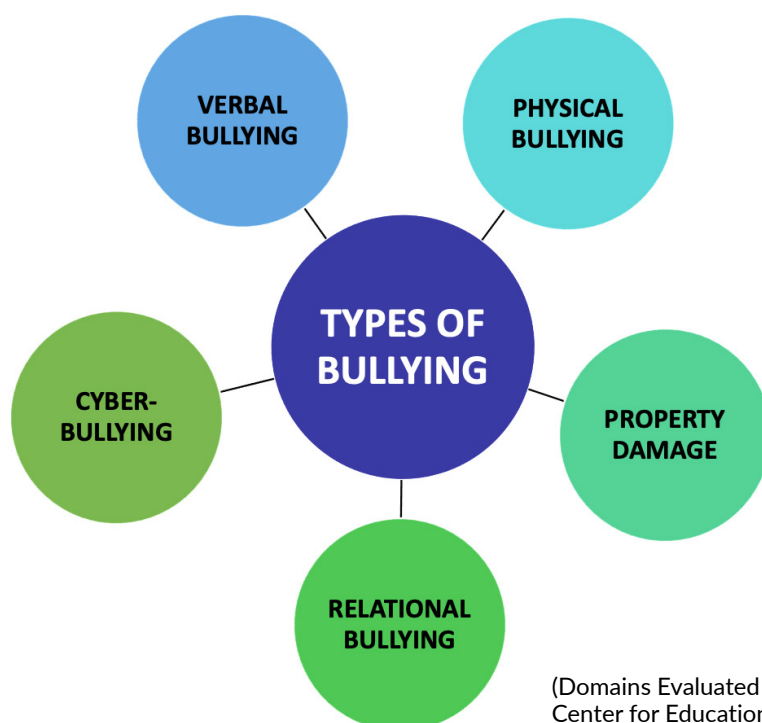 VERBAL
BULLYING
PHYSICAL
BULLYING
TYPES OF
BULLYING
CYBER-
BULLYING
PROPERTY
DAMAGE
RELATIONAL
BULLYING
(Domains Evaluated
Center for Education